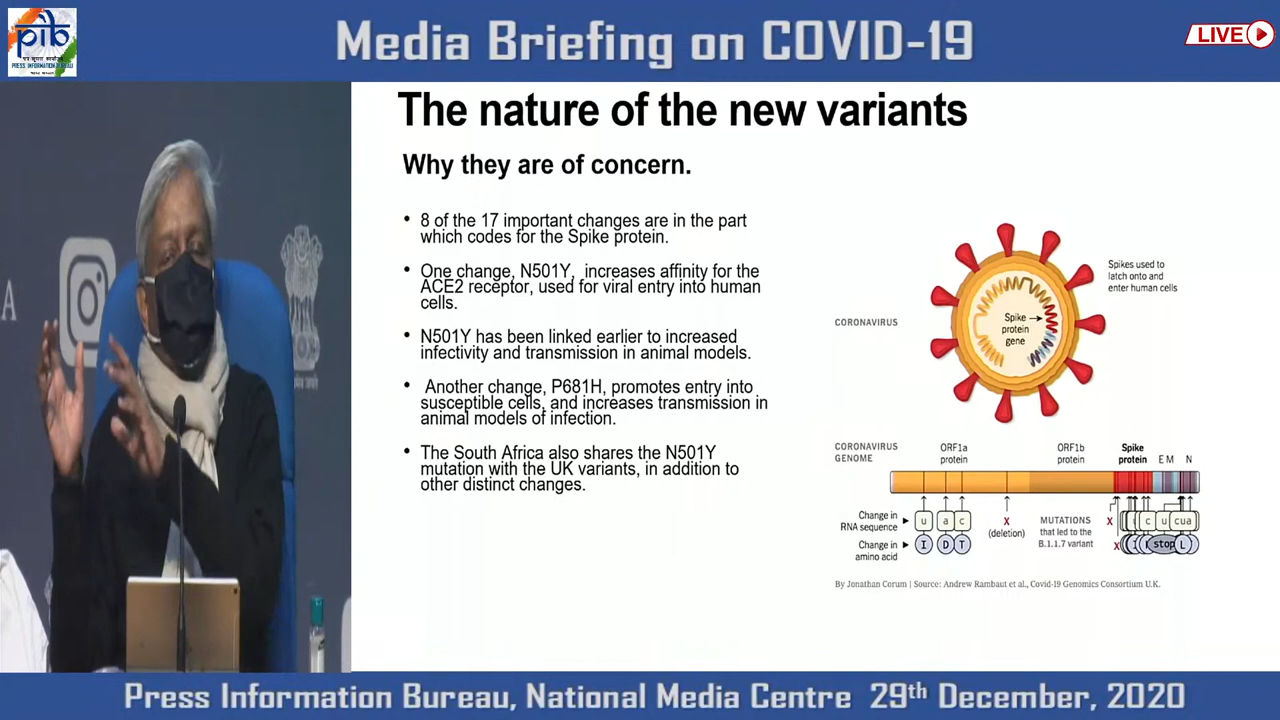 pib
PRESS INFORMATION BUREAU
Media Briefing on COVID-19
LIVE
A
The nature of the new variants
Why they are of concern.
• 8 of the 17 important changes are in the part
which codes for the Spike protein.
• One change, N501Y, increases affinity for the
ACE2 receptor, used for viral entry into human
cells.
• N501Y has been linked earlier to increased
infectivity and transmission in animal models.
• Another change, P681H, promotes entry into
susceptible cells, and increases transmission in
animal models of infection.
• The South Africa also shares the N501Y
mutation with the UK variants, in addition to
other distinct changes.
CORONAVIRUS
Spike
protein
gene
Spikes used to
latch onto and
enter human cells
CORONAVIRUS
GENOME
ORF1a
protein
ORF1b
protein
Spike
protein
E M N
Change in
RNA sequence
u a c
X
(deletion)
MUTATIONS
that led to the
B.1.1.7 variant
X
c u cua
Change in
amino acid
I D T
X
stop L
By Jonathan Corum | Source: Andrew Rambaut et al., Covid-19 Genomics Consortium U.K.
Press Information Bureau, National Media Centre 29th December, 2020